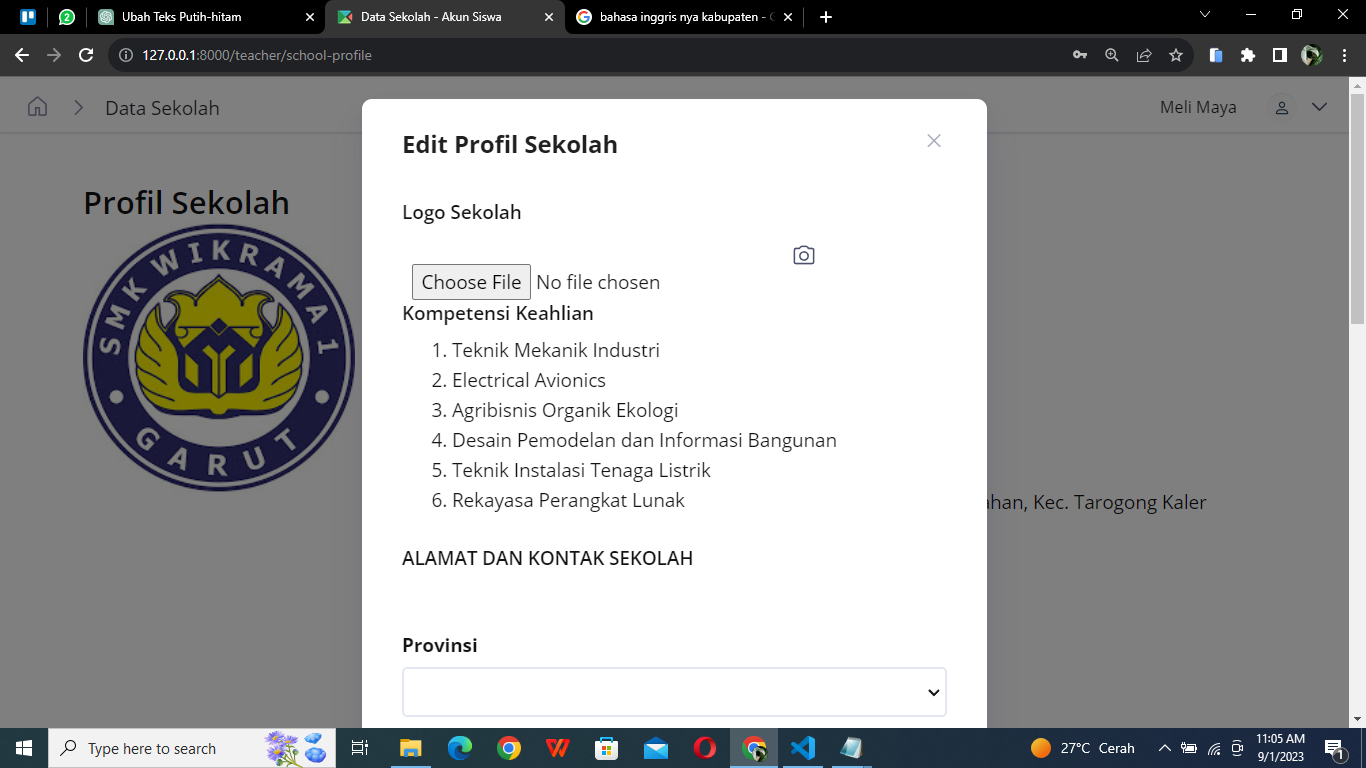 2
Ubah Teks Putih-hitam
Data Sekolah - Akun Siswa
bahasa inggris nya kabupaten -
127.0.0.1:8000/teacher/school-profile
Data Sekolah
Meli Maya
Profil Sekolah
SMK WIKRAMA 1
GARUT
Edit Profil Sekolah
Logo Sekolah
Choose File No file chosen
Kompetensi Keahlian
1. Teknik Mekanik Industri
2. Electrical Avionics
3. Agribisnis Organik Ekologi
4. Desain Pemodelan dan Informasi Bangunan
5. Teknik Instalasi Tenaga Listrik
6. Rekayasa Perangkat Lunak
Kec. Tarogong Kaler
ALAMAT DAN KONTAK SEKOLAH
Provinsi
Type here to search
27°C Cerah
11:05 AM
9/1/2023
1